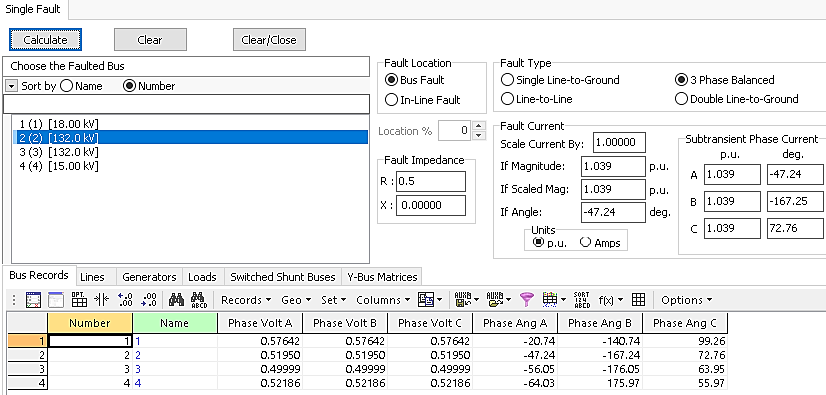 Single Fault
Calculate Clear Clear/Close
Choose the Faulted Bus
Sort by Name Number
1 (1) [18.00 kV]
2 (2) [132.0 kV]
3 (3) [132.0 kV]
4 (4) [15.00 kV]
Fault Location
Bus Fault
In-Line Fault
Location % 0
Fault Impedance
R : 0.5
X : 0.00000
Fault Type
Single Line-to-Ground 3 Phase Balanced
Line-to-Line Double Line-to-Ground
Fault Current
Scale Current By: 1.00000
If Magnitude: 1.039 p.u.
If Scaled Mag: 1.039 p.u.
If Angle: -47.24 deg.
Units
p.u. Amps
Subtransient Phase Current
p.u. deg.
A 1.039 -47.24
B 1.039 -167.25
C 1.039 72.76
Bus Records Lines Generators Loads Switched Shunt Buses Y-Bus Matrices
Records Geo Set Columns f(x) Options
Number Name Phase Volt A Phase Volt B Phase Volt C Phase Ang A Phase Ang B Phase Ang C
1 1 1 0.57642 0.57642 0.57642 -20.74 -140.74 99.26
2 2 2 0.51950 0.51950 0.51950 -47.24 -167.24 72.76
3 3 3 0.49999 0.49999 0.49999 -56.05 -176.05 63.95
4 4 4 0.52186 0.52186 0.52186 -64.03 175.97 55.97